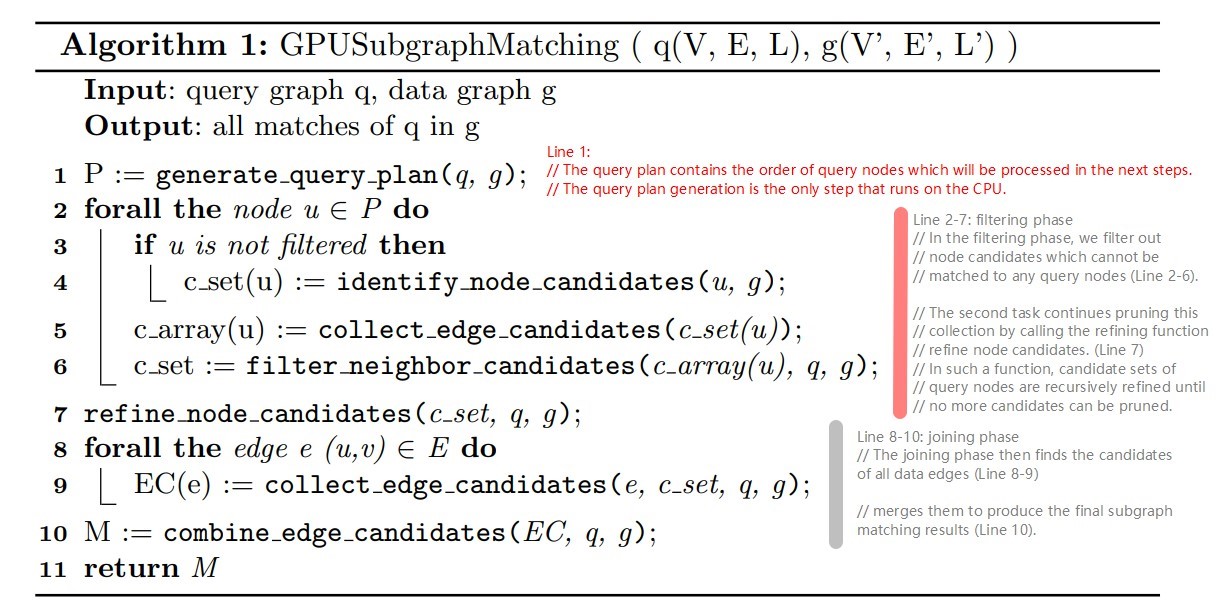 Algorithm 1: GPUSubgraphMatching ( q(V, E, L), g(V', E', L') )
Input: query graph q, data graph g
Output: all matches of q in g
1 P := generate_query_plan(q, g);
2 forall the node u ∈ P do
3 if u is not filtered then
4 c_set(u) := identify_node_candidates(u, g);
5 c_array(u) := collect_edge_candidates(c_set(u));
6 c_set := filter_neighbor_candidates(c_array(u), q, g);
7 refine_node_candidates(c_set, q, g);
8 forall the edge e (u,v) ∈ E do
9 EC(e) := collect_edge_candidates(e, c_set, q, g);
10 M := combine_edge_candidates(EC, q, g);
11 return M
Line 1:
// The query plan contains the order of query nodes which will be processed in the next steps.
// The query plan generation is the only step that runs on the CPU.
Line 2-7: filtering phase
// In the filtering phase, we filter out
// node candidates which cannot be
// matched to any query nodes (Line 2-6).
// The second task continues pruning this
// collection by calling the refining function
// refine node candidates. (Line 7)
// In such a function, candidate sets of
// query nodes are recursively refined until
// no more candidates can be pruned.
Line 8-10: joining phase
// The joining phase then finds the candidates
of all data edges (Line 8-9)
// merges them to produce the final subgraph
matching results (Line 10).